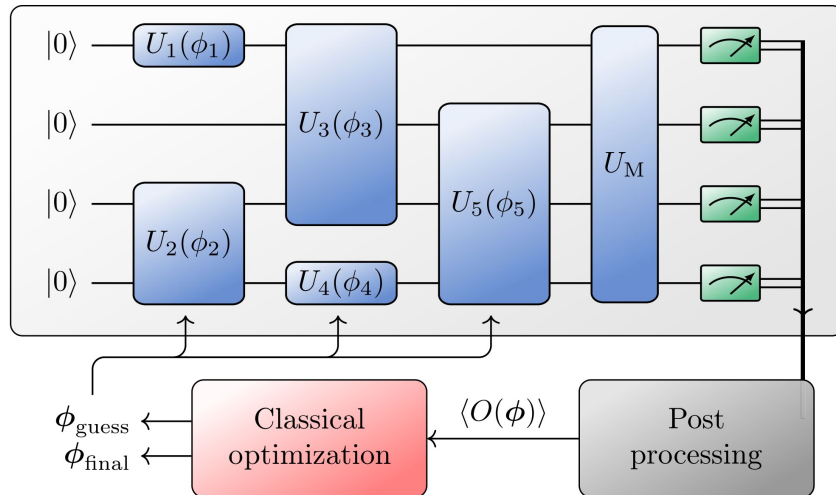 |0⟩ U₁(ϕ₁)
U₃(ϕ₃)
|0⟩
U_M
|0⟩
U₅(ϕ₅)
U₂(ϕ₂)
|0⟩ U₄(ϕ₄)
ϕ_guess
ϕ_final
Classical
optimization
⟨O(ϕ)⟩
Post
processing